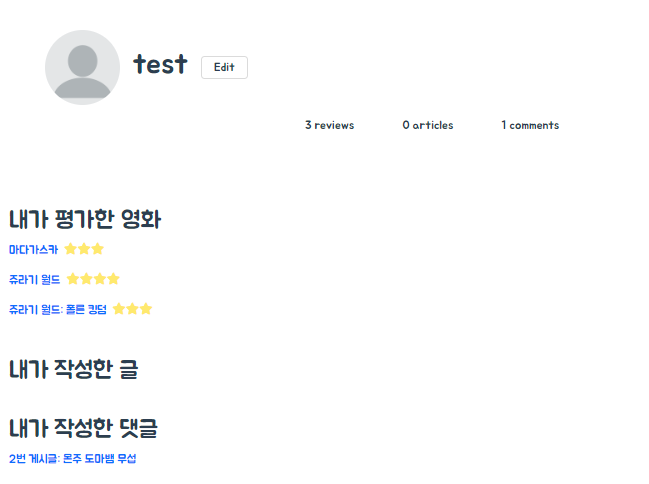 test Edit
3 reviews 0 articles 1 comments
내가 평가한 영화
마다가스카
쥬라기 월드
쥬라기 월드: 폴른 킹덤
내가 작성한 글
내가 작성한 댓글
2번 게시글: 몬주 도마뱀 무섭